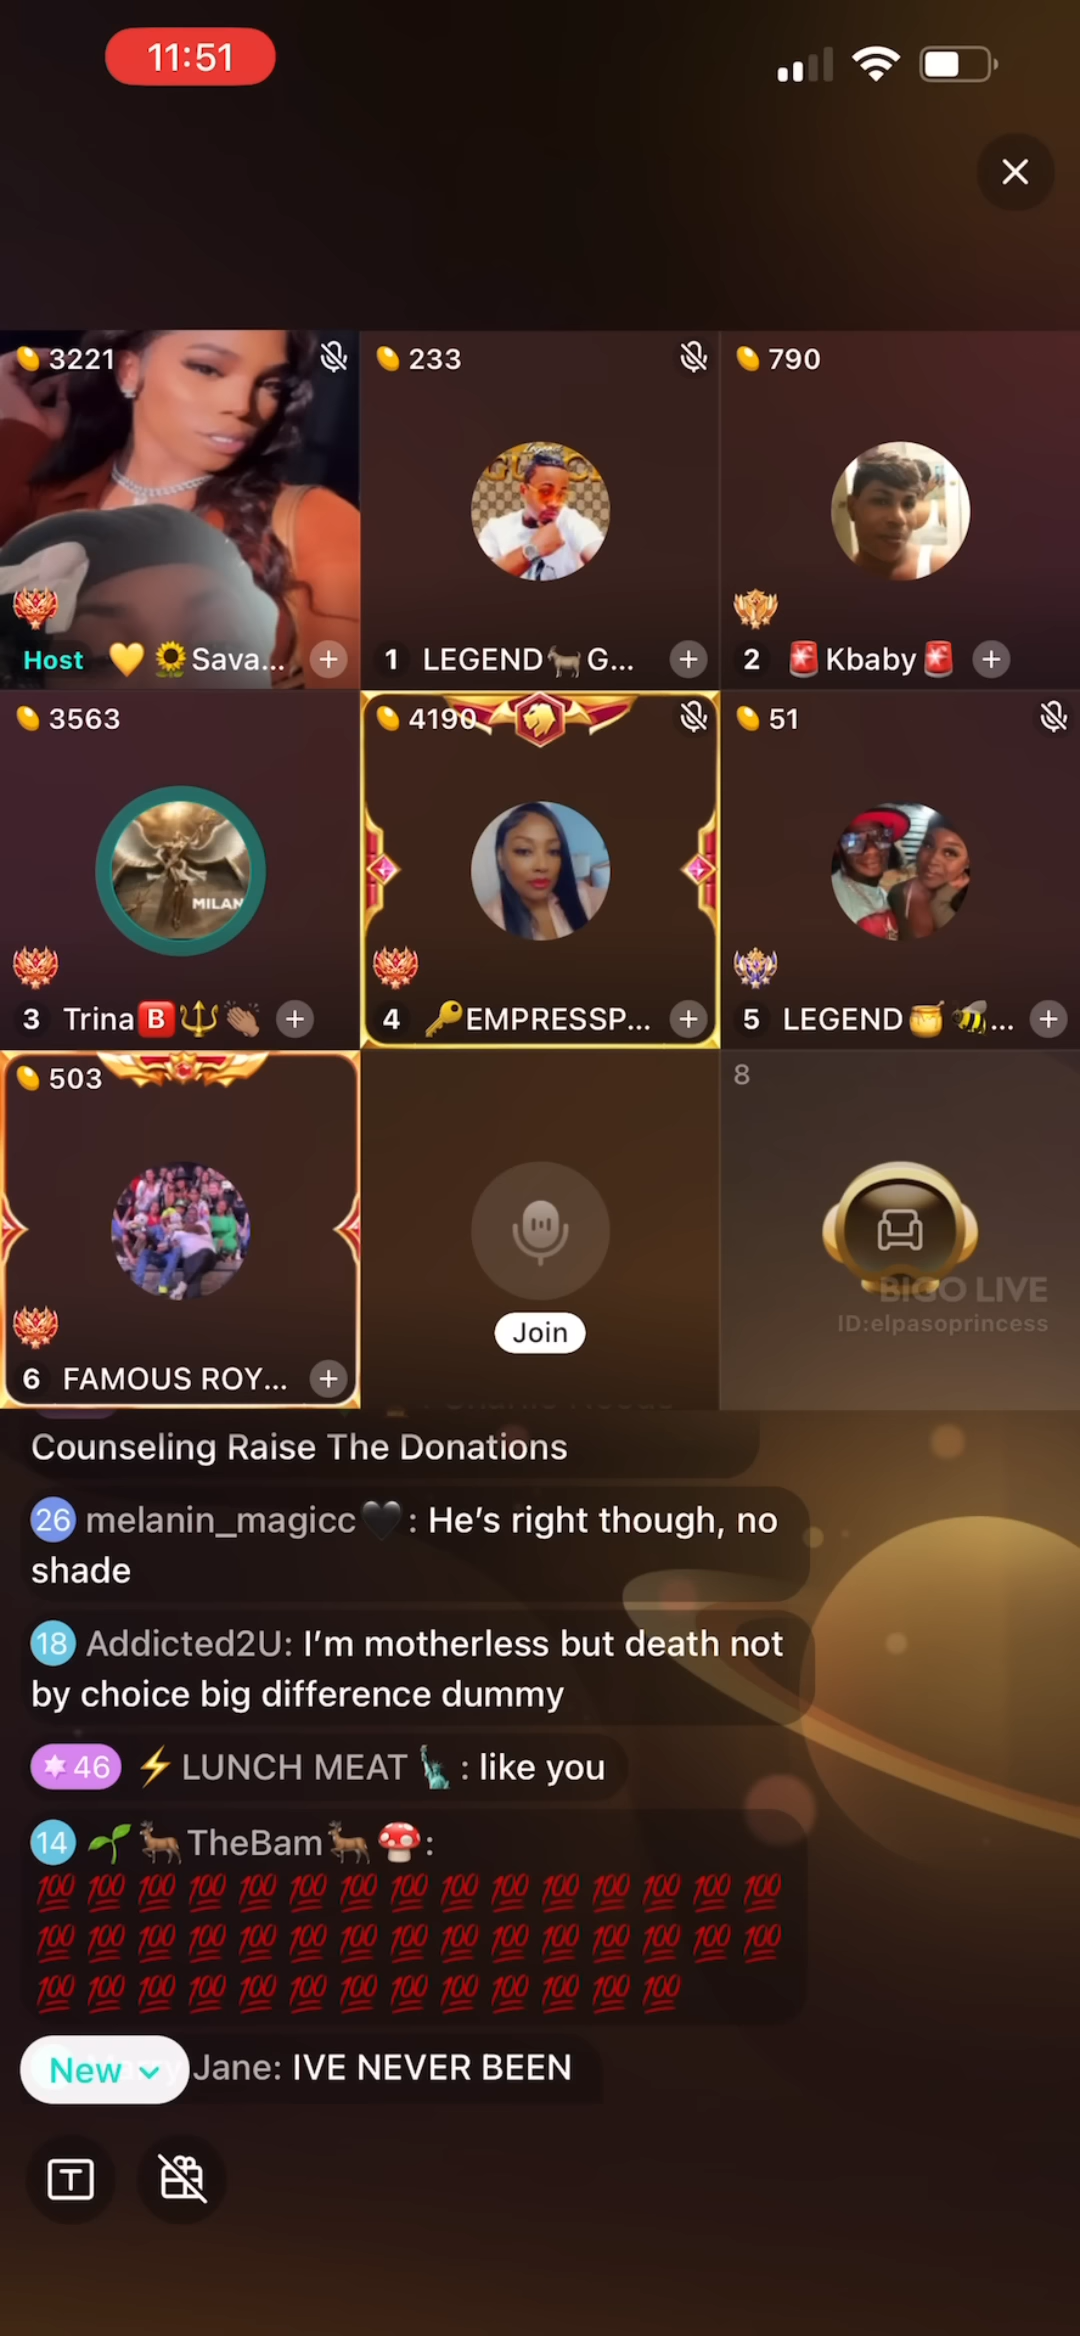 11:51
3221
233
790
Host 💛 🌻Sava...
1 LEGEND🐐G...
2 🚨Kbaby🚨
3563
4190
51
MILAN
3 Trina🅱️🔱👏🏽
4 🔑EMPRESSP...
5 LEGEND🍯🐝...
503
8
Join
BIGO LIVE
ID:elpasoprincess
6 FAMOUS ROY...
Counseling Raise The Donations
26 melanin_magicc🖤: He’s right though, no
shade
18 Addicted2U: I’m motherless but death not
by choice big difference dummy
46 ⚡LUNCH MEAT🗽: like you
14 🌱🦌TheBam🦌🍄:
💯💯💯💯💯💯💯💯💯💯💯💯💯💯💯
💯💯💯💯💯💯💯💯💯💯💯💯💯💯💯
💯💯💯💯💯💯💯💯💯💯💯💯💯
New Jane: IVE NEVER BEEN
T